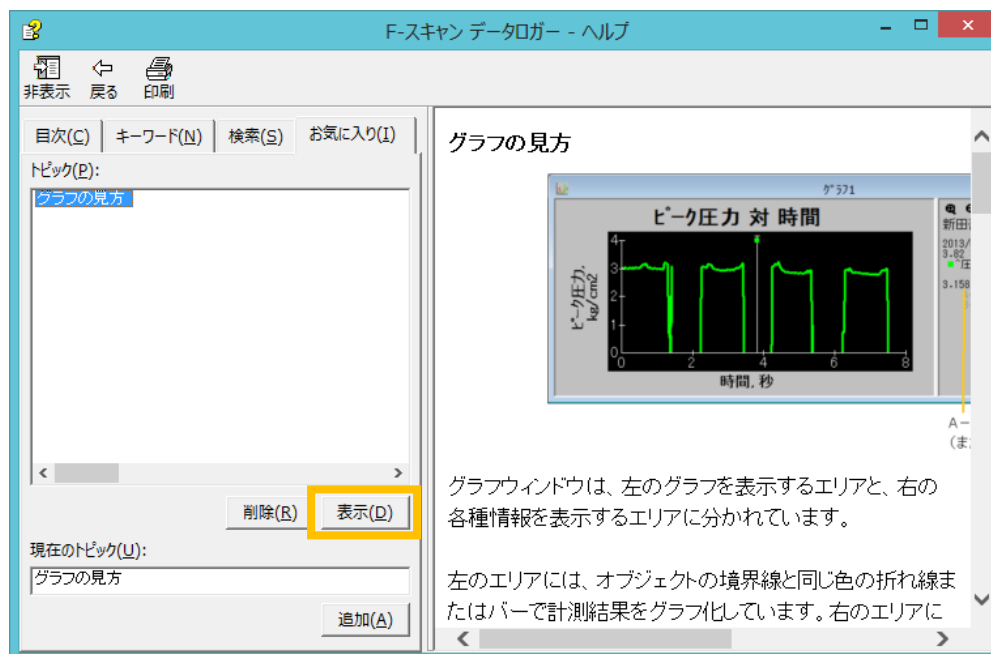 F-スキャン データロガー - ヘルプ
非表示 戻る 印刷
目次(C) キーワード(N) 検索(S) お気に入り(I)
トピック(P):
グラフの見方
削除(R) 表示(D)
現在のトピック(U):
グラフの見方
追加(A)
グラフの見方
グラフ1
ピーク圧力 対 時間
ピーク圧力,
kg/cm2
4
3
2
1
0
0 2 4 6 8
時間, 秒
新田
2013/
3.82
圧
3.158
A－
(ま
グラフウィンドウは、左のグラフを表示するエリアと、右の
各種情報を表示するエリアに分かれています。
左のエリアには、オブジェクトの境界線と同じ色の折れ線ま
たはバーで計測結果をグラフ化しています。右のエリアに